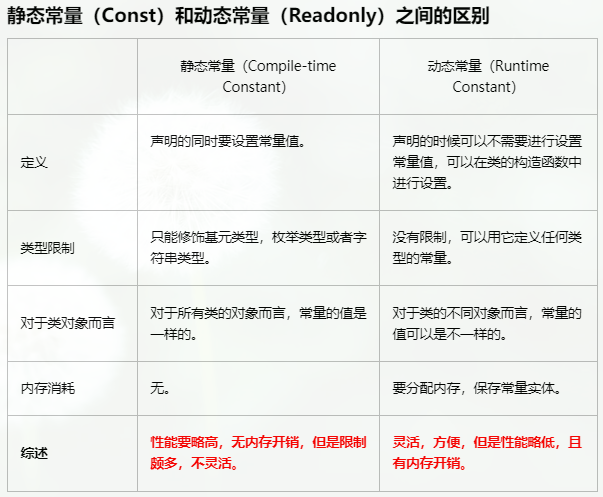 静态常量（Const）和动态常量（Readonly）之间的区别
静态常量（Compile-time
Constant）
动态常量（Runtime
Constant）
定义
声明的同时要设置常量值。
声明的时候可以不需要进行设置
常量值，可以在类的构造函数中
进行设置。
类型限制
只能修饰基元类型，枚举类型或者字
符串类型。
没有限制，可以用它定义任何类
型的常量。
对于类对象而言
对于所有类的对象而言，常量的值是
一样的。
对于类的不同对象而言，常量的
值可以是不一样的。
内存消耗
无。
要分配内存，保存常量实体。
综述
性能要略高，无内存开销，但是限制
颇多，不灵活。
灵活，方便，但是性能略低，且
有内存开销。